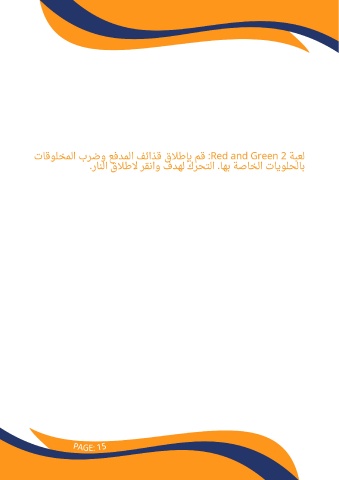 لعبة Red and Green 2: قم بإطلاق قذائف المدفع وضرب المخلوقات
بالحلويات الخاصة بها. التحرك لهدف وانقر لاطلاق النار.
PAGE: 15